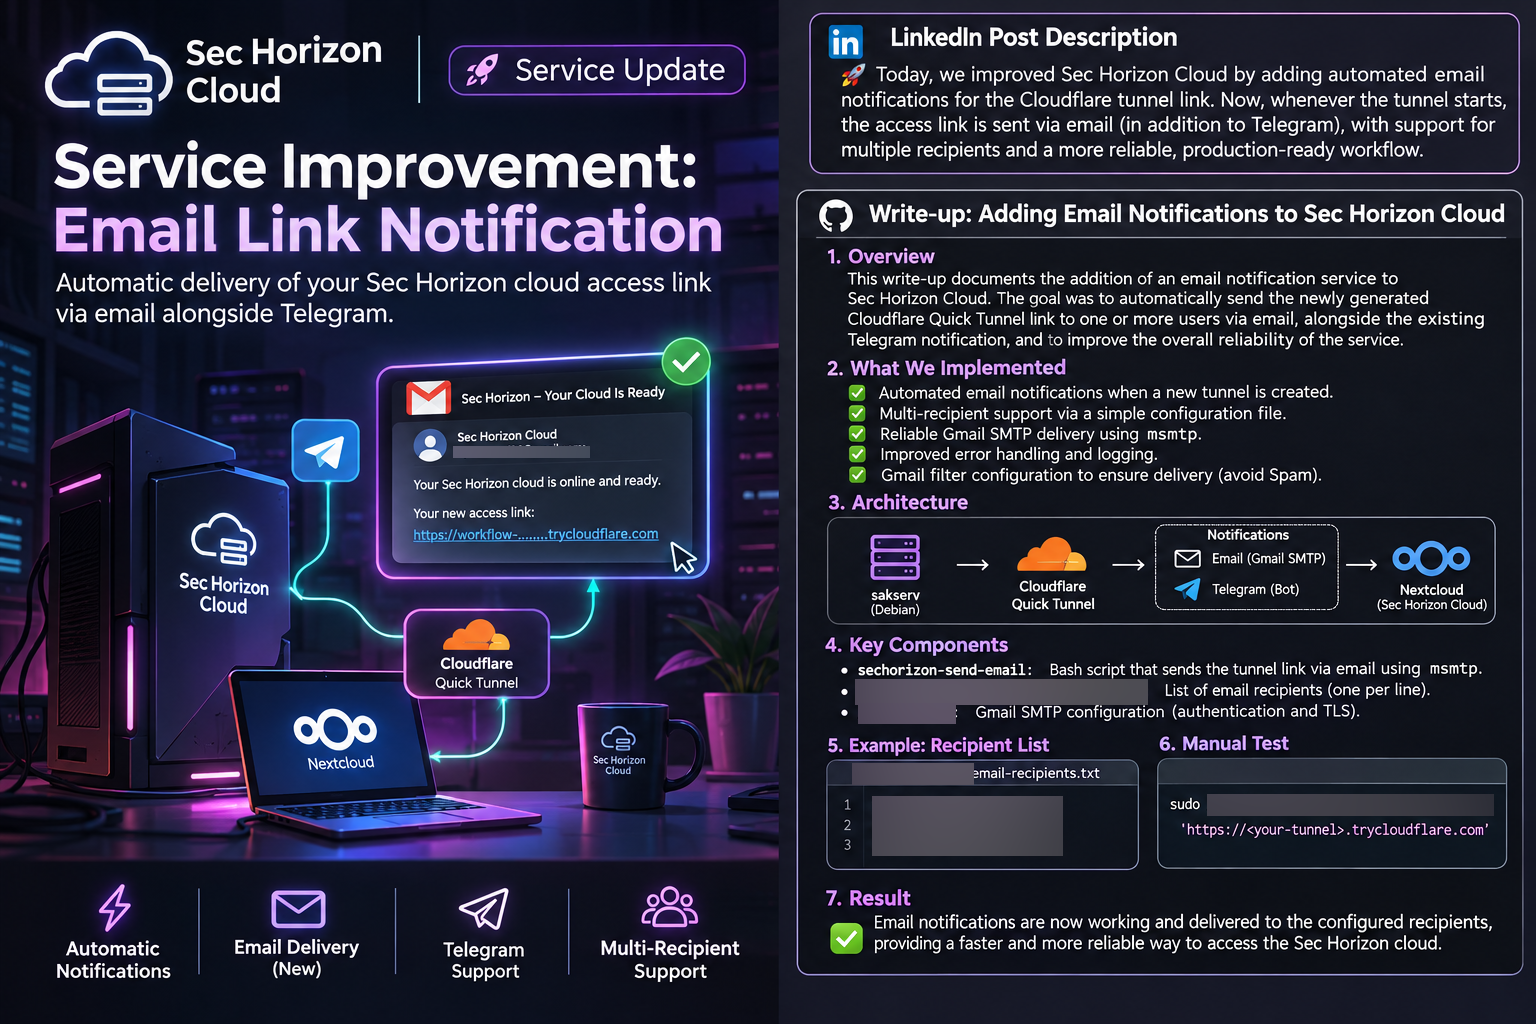 Sec Horizon
Cloud
Service Update
Service Improvement:
Email Link Notification
Automatic delivery of your Sec Horizon cloud access link
via email alongside Telegram.
Sec Horizon – Your Cloud Is Ready
Sec Horizon Cloud
Your Sec Horizon cloud is online and ready.
Your new access link:
https://workflow-........trycloudflare.com
Sec Horizon
Cloud
Cloudflare
Quick Tunnel
Nextcloud
Sec Horizon
Cloud
Automatic
Notifications
Email Delivery
(New)
Telegram
Support
Multi-Recipient
Support
in
LinkedIn Post Description
🚀 Today, we improved Sec Horizon Cloud by adding automated email
notifications for the Cloudflare tunnel link. Now, whenever the tunnel starts,
the access link is sent via email (in addition to Telegram), with support for
multiple recipients and a more reliable, production-ready workflow.
Write-up: Adding Email Notifications to Sec Horizon Cloud
1. Overview
This write-up documents the addition of an email notification service to
Sec Horizon Cloud. The goal was to automatically send the newly generated
Cloudflare Quick Tunnel link to one or more users via email, alongside the existing
Telegram notification, and to improve the overall reliability of the service.
2. What We Implemented
✅ Automated email notifications when a new tunnel is created.
✅ Multi-recipient support via a simple configuration file.
✅ Reliable Gmail SMTP delivery using msmtp.
✅ Improved error handling and logging.
✅ Gmail filter configuration to ensure delivery (avoid Spam).
3. Architecture
sakserv
(Debian)
Cloudflare
Quick Tunnel
Notifications
Email (Gmail SMTP)
Telegram (Bot)
Nextcloud
(Sec Horizon Cloud)
4. Key Components
• sechorizon-send-email: Bash script that sends the tunnel link via email using msmtp.
• List of email recipients (one per line).
• : Gmail SMTP configuration (authentication and TLS).
5. Example: Recipient List
email-recipients.txt
1
2
3
6. Manual Test
sudo
'https://<your-tunnel>.trycloudflare.com'
7. Result
✅ Email notifications are now working and delivered to the configured recipients,
providing a faster and more reliable way to access the Sec Horizon cloud.